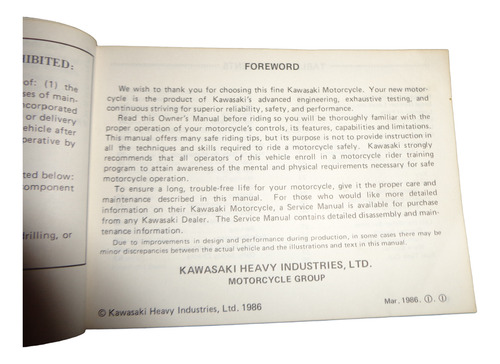 HIBITED:
of: (1) the
ses of main-
ncorporated
or delivery
ehicle after
perative by
ted below:
component
drilling, or
FOREWORD
We wish to thank you for choosing this fine Kawasaki Motorcycle. Your new motor-
cycle is the product of Kawasaki's advanced engineering, exhaustive testing, and
continuous striving for superior reliability, safety, and performance.
Read this Owner's Manual before riding so you will be thoroughly familiar with the
proper operation of your motorcycle's controls, its features, capabilities and limitations.
This manual offers many safe riding tips, but its purpose is not to provide instruction in
all the techniques and skills required to ride a motorcycle safely. Kawasaki strongly
recommends that all operators of this vehicle enroll in a motorcycle rider training
program to attain awareness of the mental and physical requirements necessary for safe
motorcycle operation.
To ensure a long, trouble-free life for your motorcycle, give it the proper care and
maintenance described in this manual. For those who would like more detailed
information on their Kawasaki Motorcycle, a Service Manual is available for purchase
from any Kawasaki Dealer. The Service Manual contains detailed disassembly and main-
tenance information.
Due to improvements in design and performance during production, in some cases there may be
minor discrepancies between the actual vehicle and the illustrations and text in this manual.
KAWASAKI HEAVY INDUSTRIES, LTD.
MOTORCYCLE GROUP
© Kawasaki Heavy Industries, Ltd. 1986
Mar, 1986. ①. ①